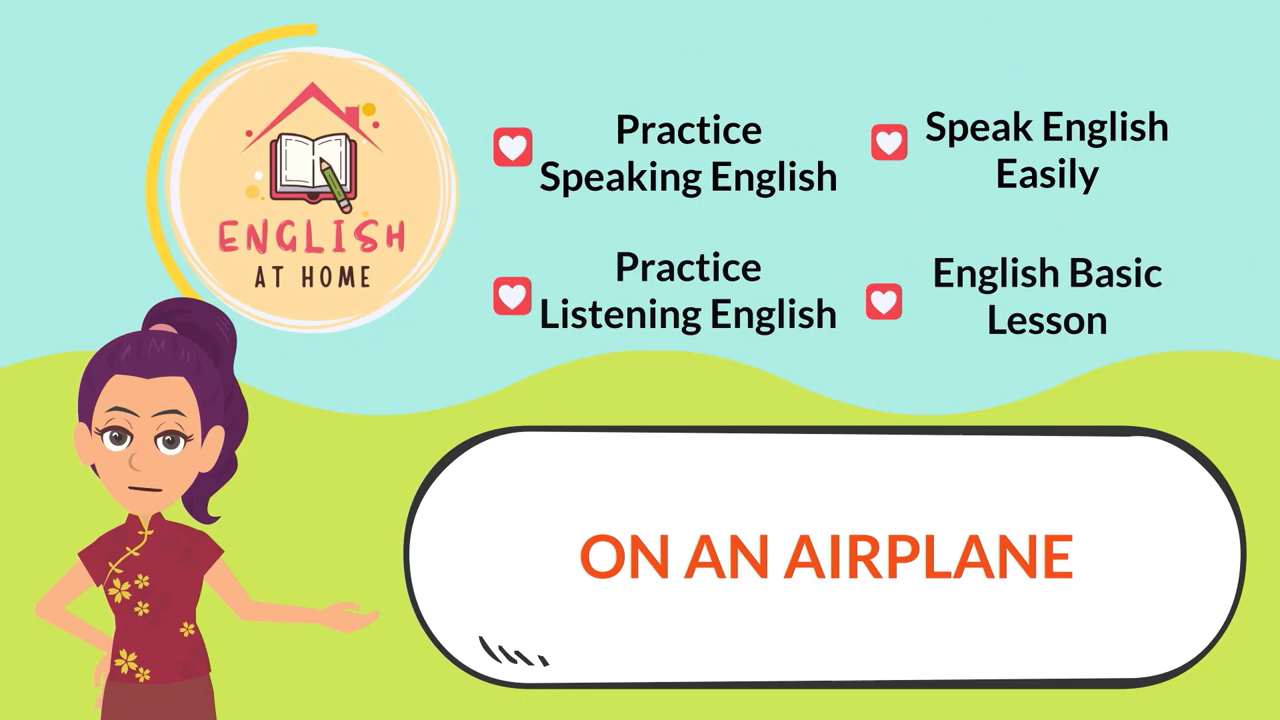 ENGLISH
AT HOME
Practice
Speaking English
Speak English
Easily
Practice
Listening English
English Basic
Lesson
ON AN AIRPLANE